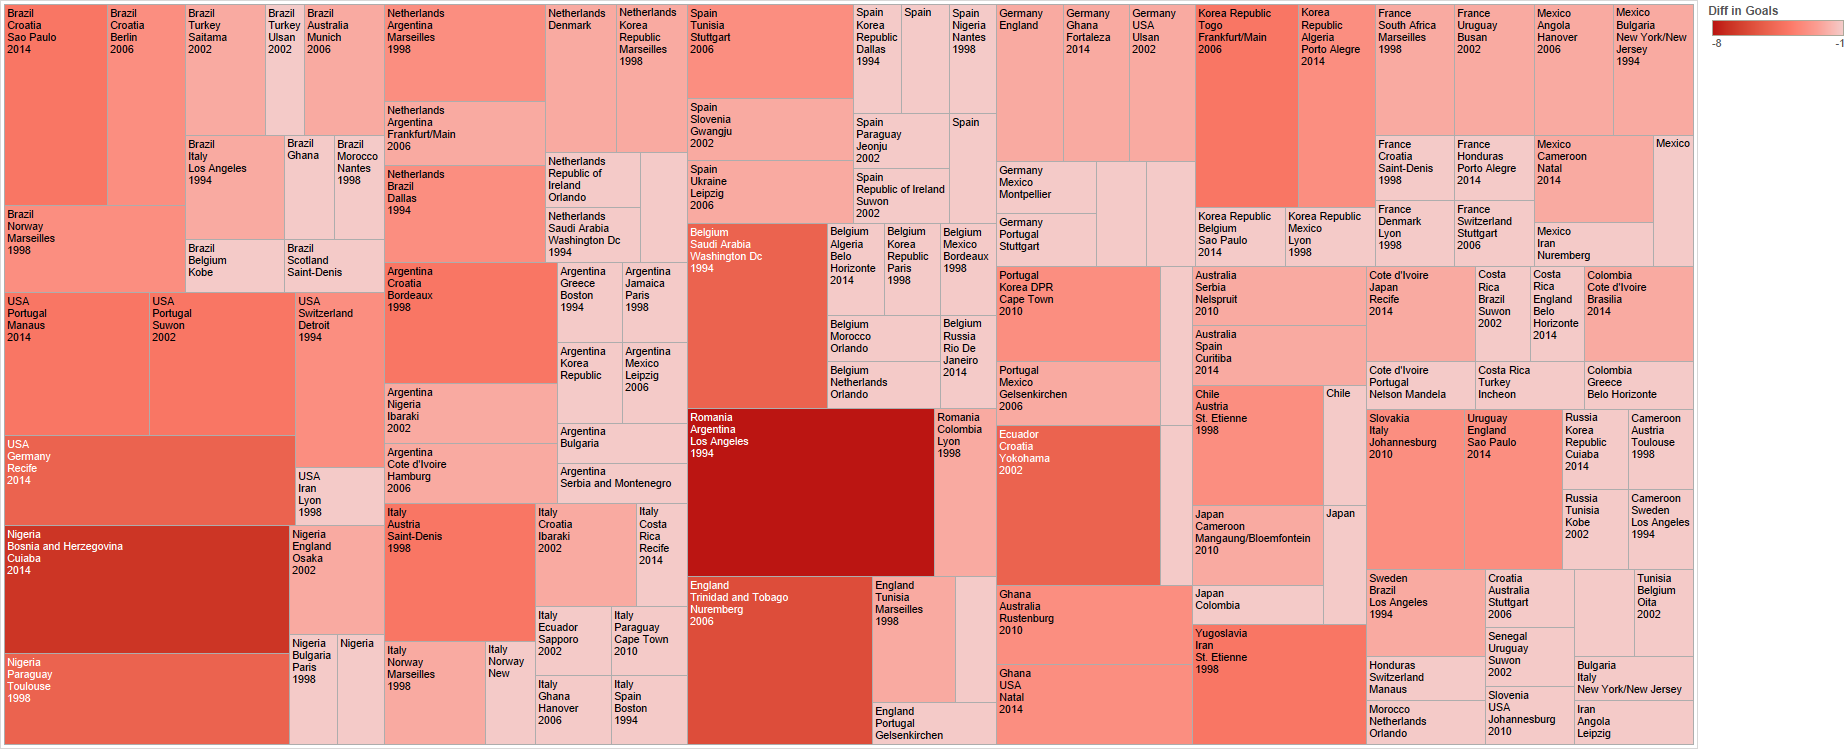 Brazil
Croatia
Sao Paulo
2014
Brazil
Croatia
Berlin
2006
Brazil
Turkey
Saitama
2002
Brazil
Turkey
Ulsan
2002
Brazil
Australia
Munich
2006
Brazil
Italy
Los Angeles
1994
Brazil
Ghana
Brazil
Morocco
Nantes
1998
Brazil
Norway
Marseilles
1998
Brazil
Belgium
Kobe
Brazil
Scotland
Saint-Denis
USA
Portugal
Manaus
2014
USA
Portugal
Suwon
2002
USA
Switzerland
Detroit
1994
USA
Germany
Recife
2014
USA
Iran
Lyon
1998
Nigeria
Bosnia and Herzegovina
Cuiaba
2014
Nigeria
England
Osaka
2002
Nigeria
Paraguay
Toulouse
1998
Nigeria
Bulgaria
Paris
1998
Nigeria
Netherlands
Argentina
Marseilles
1998
Netherlands
Denmark
Netherlands
Korea
Republic
Marseilles
1998
Netherlands
Argentina
Frankfurt/Main
2006
Netherlands
Brazil
Dallas
1994
Netherlands
Republic of
Ireland
Orlando
Netherlands
Saudi Arabia
Washington Dc
1994
Argentina
Croatia
Bordeaux
1998
Argentina
Greece
Boston
1994
Argentina
Jamaica
Paris
1998
Argentina
Korea
Republic
Argentina
Mexico
Leipzig
2006
Argentina
Nigeria
Ibaraki
2002
Argentina
Bulgaria
Argentina
Cote d'Ivoire
Hamburg
2006
Argentina
Serbia and Montenegro
Italy
Austria
Saint-Denis
1998
Italy
Croatia
Ibaraki
2002
Italy
Costa
Rica
Recife
2014
Italy
Ecuador
Sapporo
2002
Italy
Paraguay
Cape Town
2010
Italy
Norway
Marseilles
1998
Italy
Norway
New
Italy
Ghana
Hanover
2006
Italy
Spain
Boston
1994
Spain
Tunisia
Stuttgart
2006
Spain
Korea
Republic
Dallas
1994
Spain
Spain
Nigeria
Nantes
1998
Spain
Slovenia
Gwangju
2002
Spain
Paraguay
Jeonju
2002
Spain
Spain
Ukraine
Leipzig
2006
Spain
Republic of Ireland
Suwon
2002
Belgium
Saudi Arabia
Washington Dc
1994
Belgium
Algeria
Belo
Horizonte
2014
Belgium
Korea
Republic
Paris
1998
Belgium
Mexico
Bordeaux
1998
Belgium
Morocco
Orlando
Belgium
Russia
Rio De
Janeiro
2014
Belgium
Netherlands
Orlando
Romania
Argentina
Los Angeles
1994
Romania
Colombia
Lyon
1998
England
Trinidad and Tobago
Nuremberg
2006
England
Tunisia
Marseilles
1998
England
Portugal
Gelsenkirchen
Germany
England
Germany
Ghana
Fortaleza
2014
Germany
USA
Ulsan
2002
Germany
Mexico
Montpellier
Germany
Portugal
Stuttgart
Korea Republic
Togo
Frankfurt/Main
2006
Korea
Republic
Algeria
Porto Alegre
2014
Korea Republic
Belgium
Sao Paulo
2014
Korea Republic
Mexico
Lyon
1998
France
South Africa
Marseilles
1998
France
Uruguay
Busan
2002
France
Croatia
Saint-Denis
1998
France
Honduras
Porto Alegre
2014
France
Denmark
Lyon
1998
France
Switzerland
Stuttgart
2006
Mexico
Angola
Hanover
2006
Mexico
Bulgaria
New York/New
Jersey
1994
Mexico
Cameroon
Natal
2014
Mexico
Mexico
Iran
Nuremberg
Portugal
Korea DPR
Cape Town
2010
Portugal
Mexico
Gelsenkirchen
2006
Ecuador
Croatia
Yokohama
2002
Ghana
Australia
Rustenburg
2010
Ghana
USA
Natal
2014
Australia
Serbia
Nelspruit
2010
Australia
Spain
Curitiba
2014
Chile
Austria
St. Etienne
1998
Chile
Japan
Cameroon
Mangaung/Bloemfontein
2010
Japan
Japan
Colombia
Yugoslavia
Iran
St. Etienne
1998
Cote d'Ivoire
Japan
Recife
2014
Cote d'Ivoire
Portugal
Nelson Mandela
Costa
Rica
Brazil
Suwon
2002
Costa
Rica
England
Belo
Horizonte
2014
Costa Rica
Turkey
Incheon
Colombia
Cote d'Ivoire
Brasilia
2014
Colombia
Greece
Belo Horizonte
Slovakia
Italy
Johannesburg
2010
Uruguay
England
Sao Paulo
2014
Russia
Korea
Republic
Cuiaba
2014
Cameroon
Austria
Toulouse
1998
Russia
Tunisia
Kobe
2002
Cameroon
Sweden
Los Angeles
1994
Sweden
Brazil
Los Angeles
1994
Croatia
Australia
Stuttgart
2006
Tunisia
Belgium
Oita
2002
Senegal
Uruguay
Suwon
2002
Honduras
Switzerland
Manaus
Bulgaria
Italy
New York/New Jersey
Slovenia
USA
Johannesburg
2010
Morocco
Netherlands
Orlando
Iran
Angola
Leipzig
Diff in Goals
-8
-1